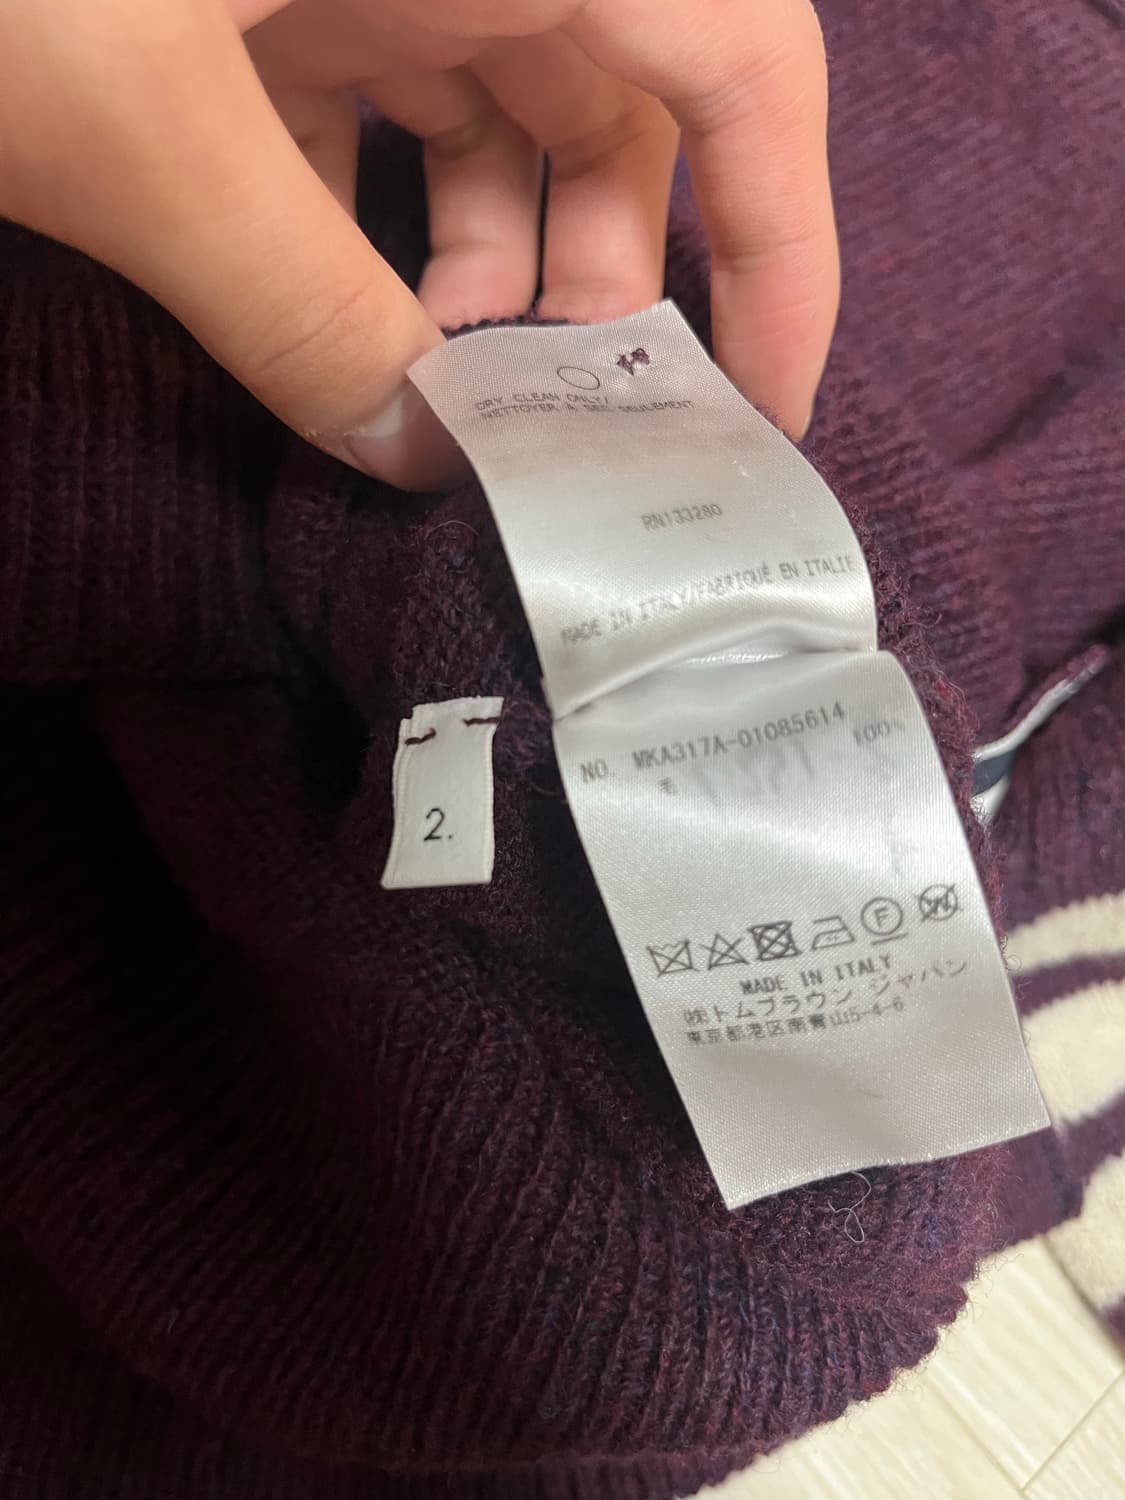 DRY CLEAN ONLY/
NETTOYER A SEC SEULEMENT
RN133280
MADE IN ITALY/FABRIQUÉ EN ITALIE
NO. MKA317A-01085614
毛 100%
2.
F
W
MADE IN ITALY
㈱トムブラウン ジャパン
東京都港区南青山5-4-6